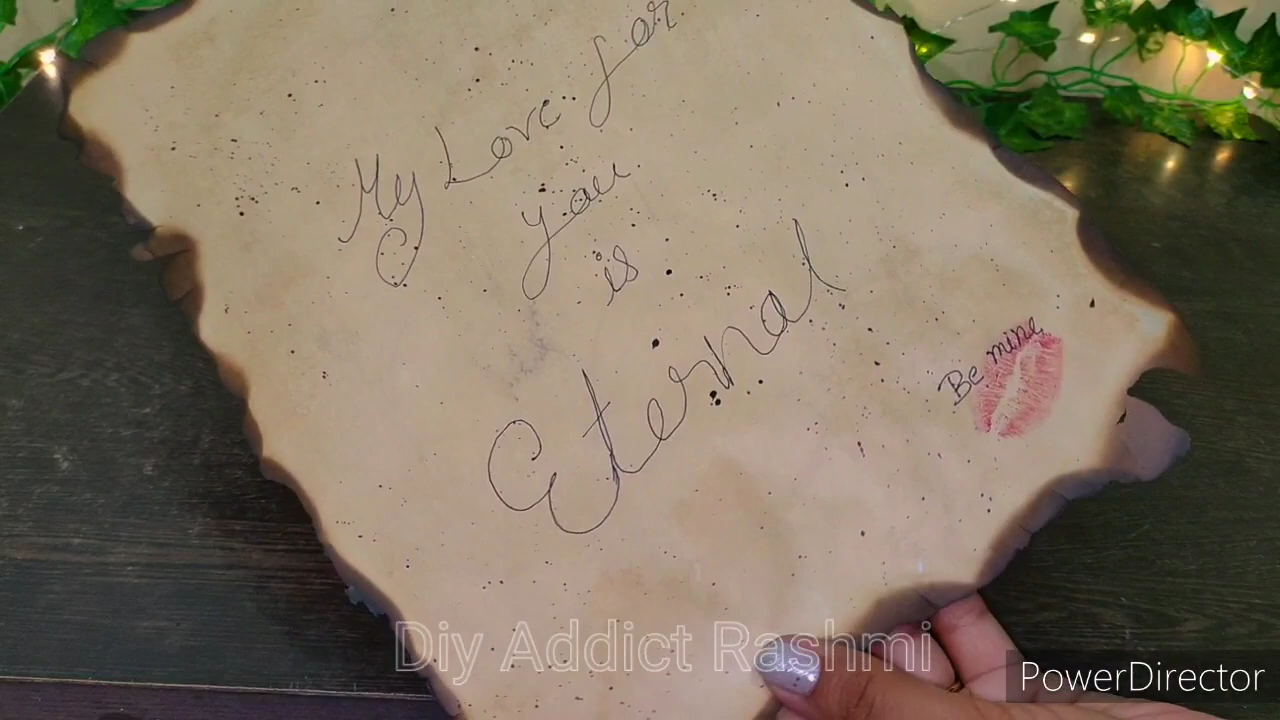 My Love for
you
is
Eternal
Be mine
Diy Addict Rashmi
PowerDirector